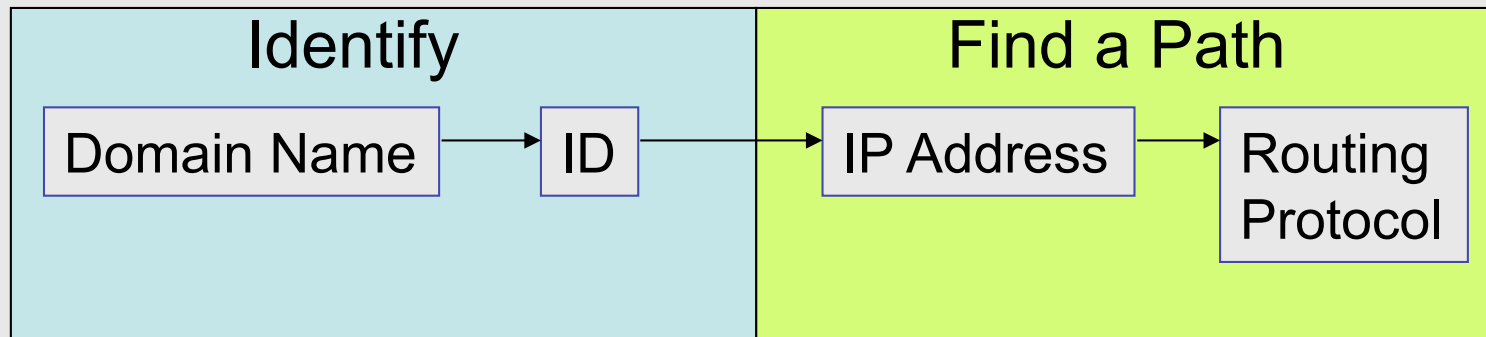 Identify
Find a Path
Domain Name
ID
IP Address
Routing
Protocol